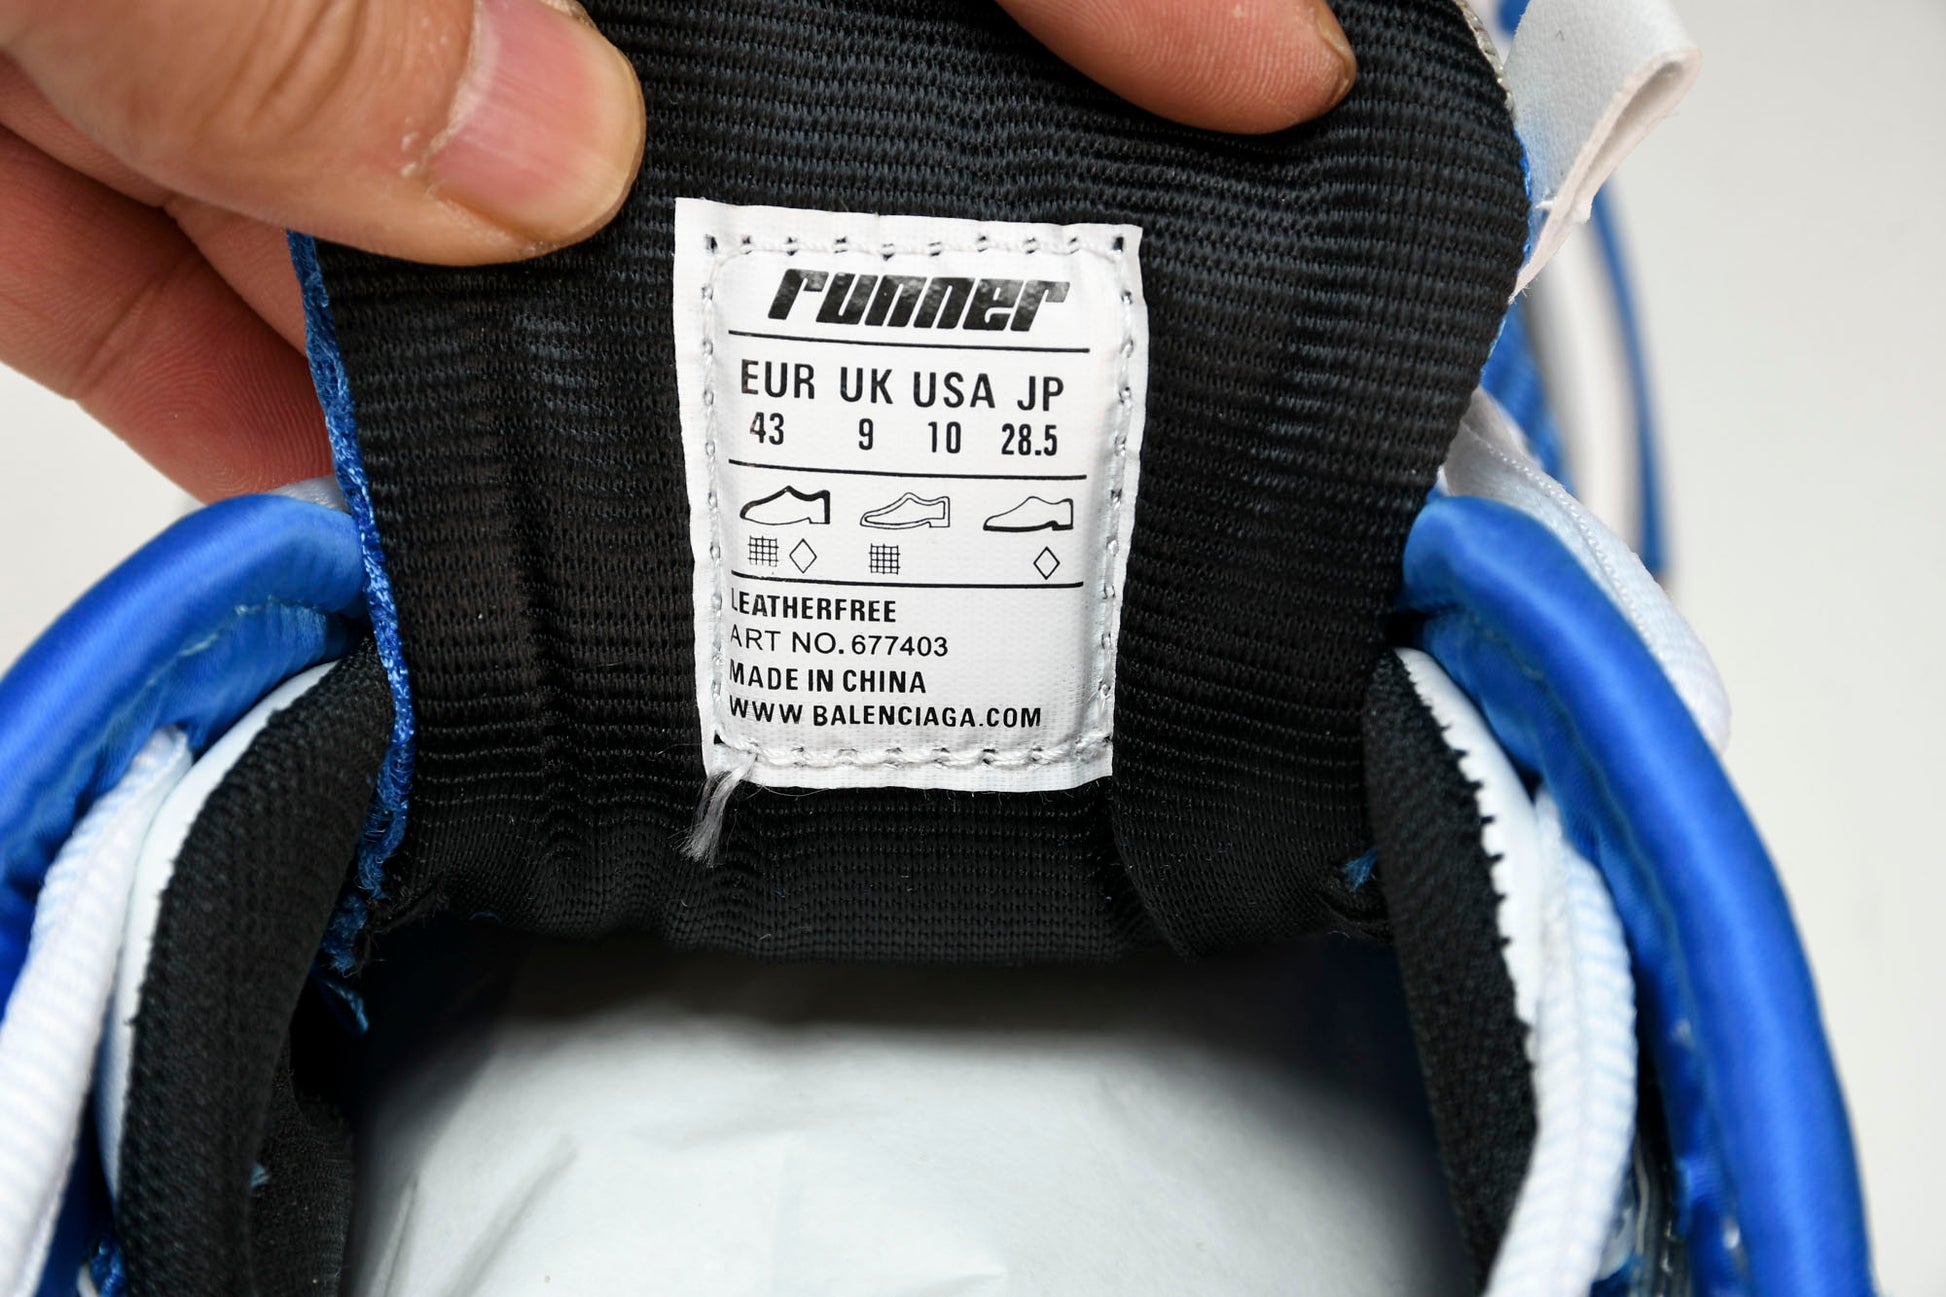 runner
EUR UK USA JP
43 9 10 28.5
LEATHERFREE
ART NO. 677403
MADE IN CHINA
WWW BALENCIAGA.COM